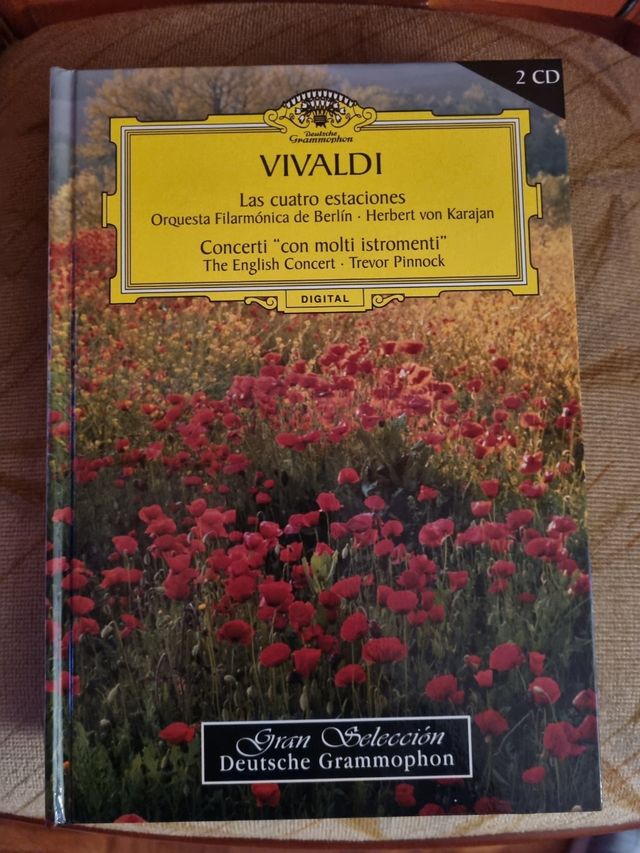 2 CD
Deutsche
Grammophon
VIVALDI
Las cuatro estaciones
Orquesta Filarmónica de Berlín · Herbert von Karajan
Concerti "con molti istromenti"
The English Concert · Trevor Pinnock
DIGITAL
Gran Selección
Deutsche Grammophon